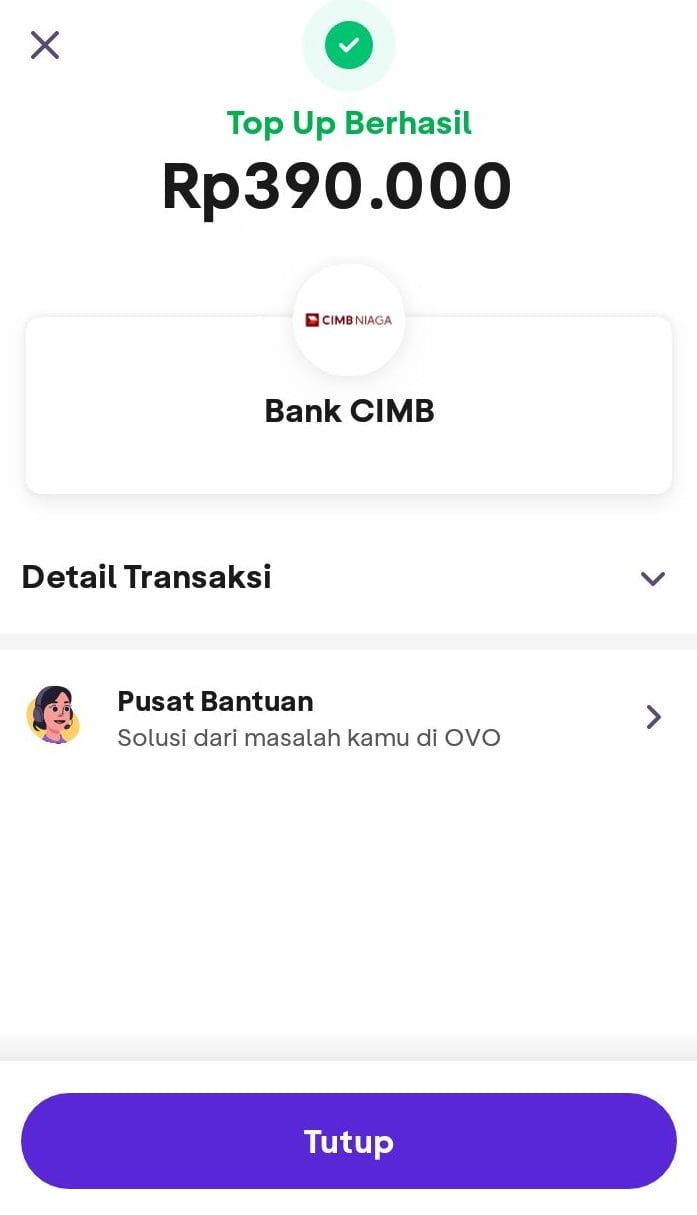 Top Up Berhasil
Rp390.000
CIMB NIAGA
Bank CIMB
Detail Transaksi
Pusat Bantuan
Solusi dari masalah kamu di OVO
Tutup